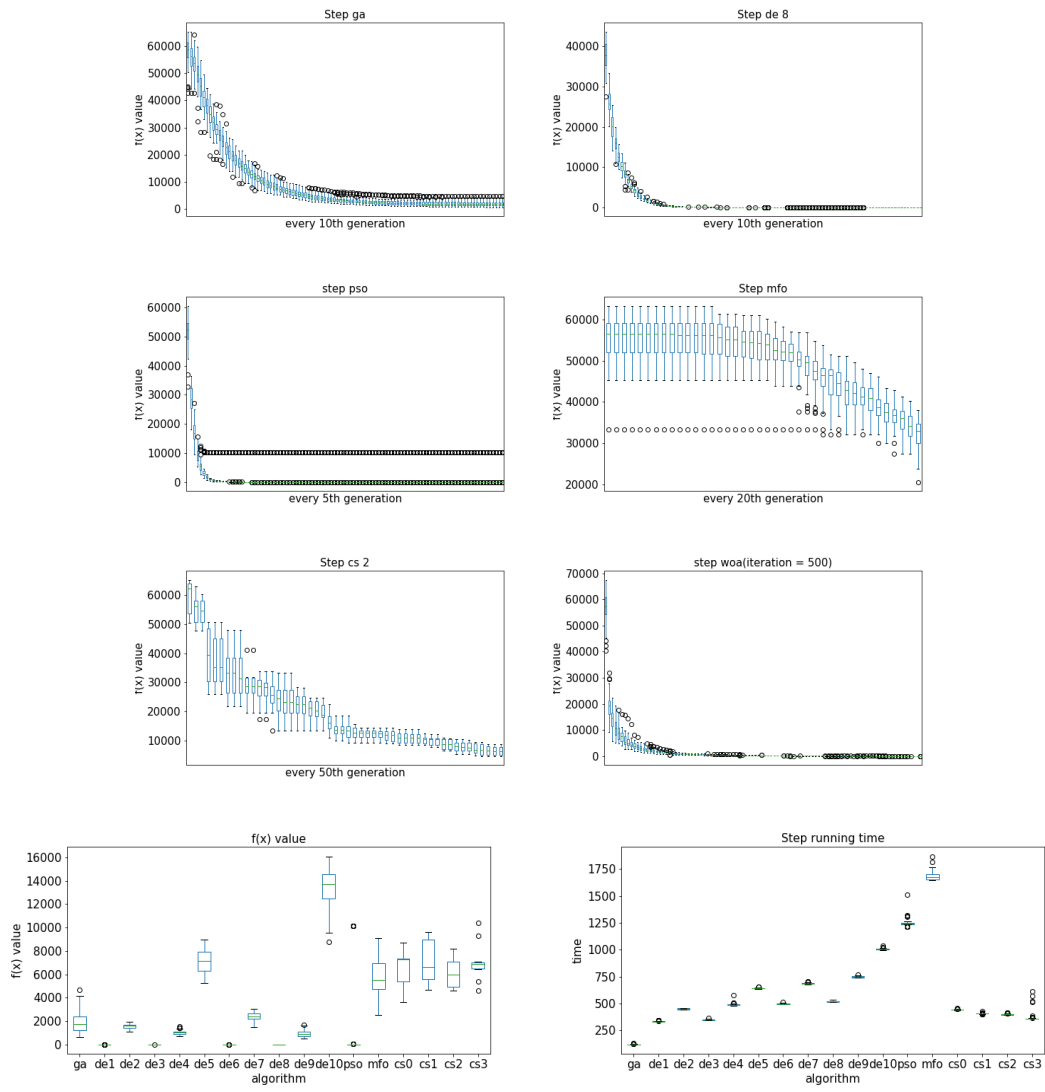 Step ga
Step de 8
f(x) value
60000
50000
40000
30000
20000
10000
0
every 10th generation
f(x) value
40000
30000
20000
10000
0
every 10th generation
step pso
Step mfo
f(x) value
60000
50000
40000
30000
20000
10000
0
every 5th generation
f(x) value
60000
50000
40000
30000
20000
every 20th generation
Step cs 2
step woa(iteration = 500)
f(x) value
60000
50000
40000
30000
20000
10000
every 50th generation
f(x) value
70000
60000
50000
40000
30000
20000
10000
0
every 10th generation
f(x) value
Step running time
f(x) value
16000
14000
12000
10000
8000
6000
4000
2000
0
ga de1 de2 de3 de4 de5 de6 de7 de8 de9 de10 pso mfo cs0 cs1 cs2 cs3
algorithm
time
1750
1500
1250
1000
750
500
250
ga de1 de2 de3 de4 de5 de6 de7 de8 de9 de10 pso mfo cs0 cs1 cs2 cs3
algorithm